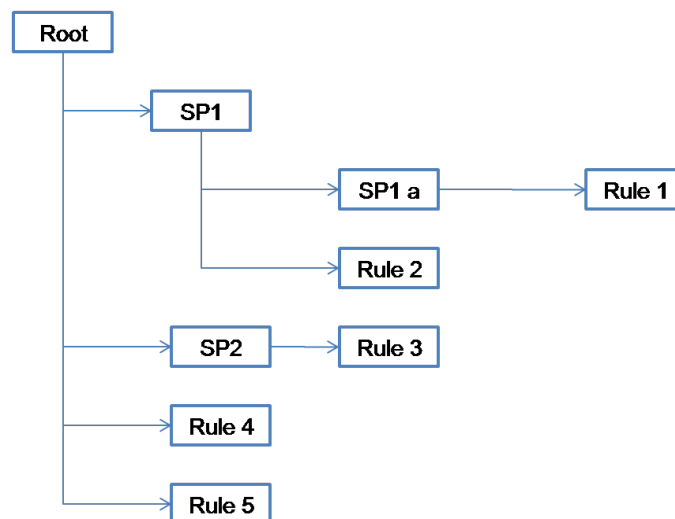 Root
SP1
SP1 a
Rule 1
Rule 2
SP2
Rule 3
Rule 4
Rule 5